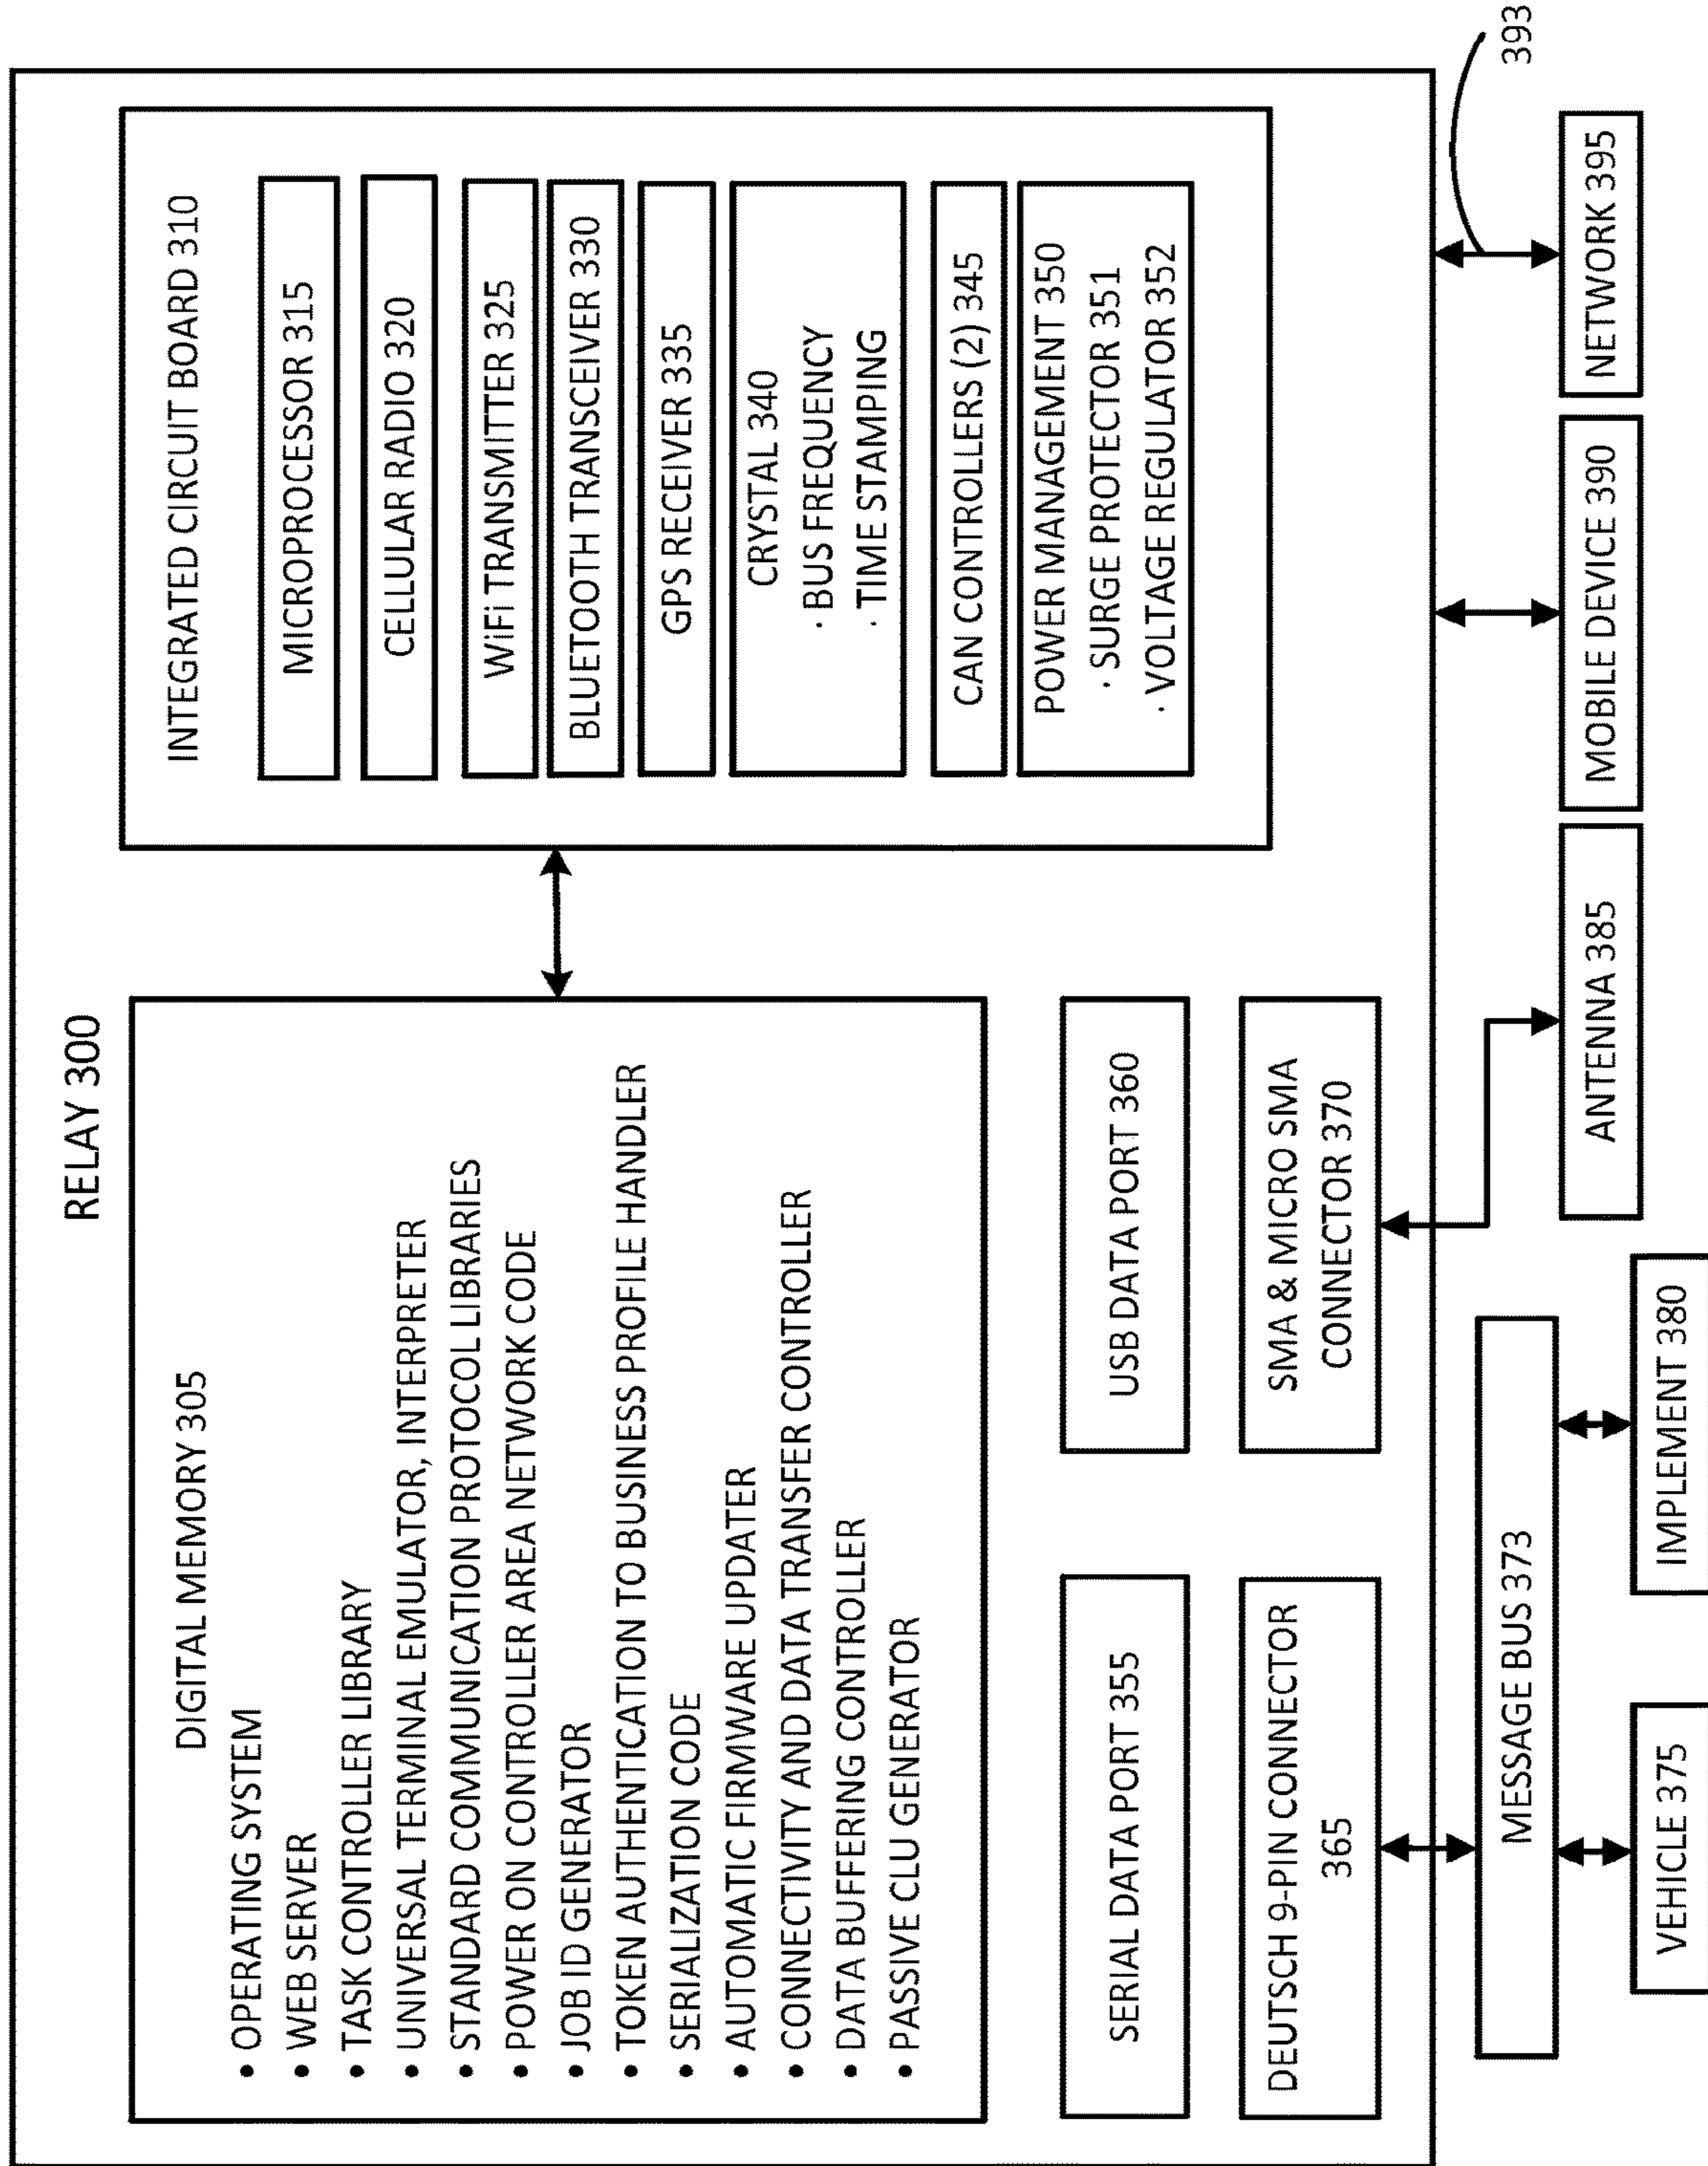 RELAY 300
DIGITAL MEMORY 305
• OPERATING SYSTEM
• WEB SERVER
• TASK CONTROLLER LIBRARY
• UNIVERSAL TERMINAL EMULATOR, INTERPRETER
• STANDARD COMMUNICATION PROTOCOL LIBRARIES
• POWER ON CONTROLLER AREA NETWORK CODE
• JOB ID GENERATOR
• TOKEN AUTHENTICATION TO BUSINESS PROFILE HANDLER
• SERIALIZATION CODE
• AUTOMATIC FIRMWARE UPDATER
• CONNECTIVITY AND DATA TRANSFER CONTROLLER
• DATA BUFFERING CONTROLLER
• PASSIVE CLU GENERATOR
INTEGRATED CIRCUIT BOARD 310
MICROPROCESSOR 315
CELLULAR RADIO 320
WiFi TRANSMITTER 325
BLUETOOTH TRANSCEIVER 330
GPS RECEIVER 335
CRYSTAL 340
· BUS FREQUENCY
· TIME STAMPING
CAN CONTROLLERS (2) 345
POWER MANAGEMENT 350
· SURGE PROTECTOR 351
· VOLTAGE REGULATOR 352
SERIAL DATA PORT 355
USB DATA PORT 360
DEUTSCH 9-PIN CONNECTOR
365
SMA & MICRO SMA
CONNECTOR 370
393
MESSAGE BUS 373
VEHICLE 375
IMPLEMENT 380
ANTENNA 385
MOBILE DEVICE 390
NETWORK 395